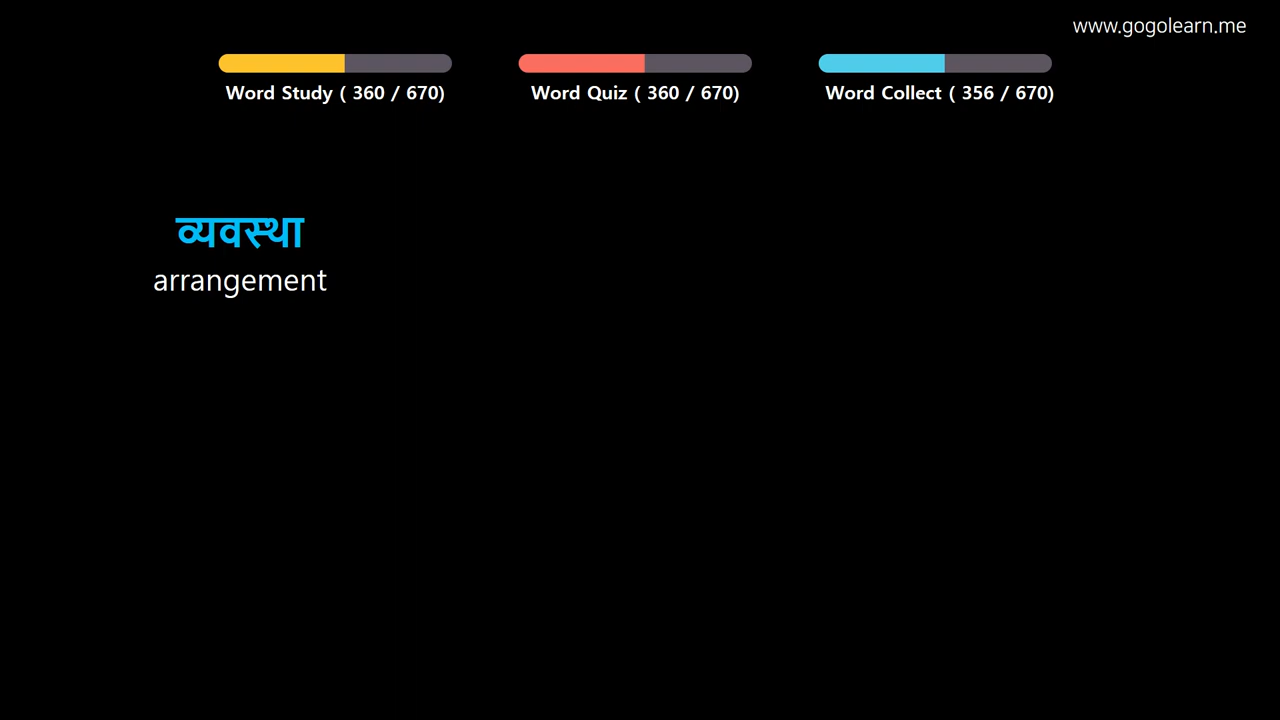 www.gogolearn.me
Word Study ( 360 / 670)
Word Quiz ( 360 / 670)
Word Collect ( 356 / 670)
व्यवस्था
arrangement